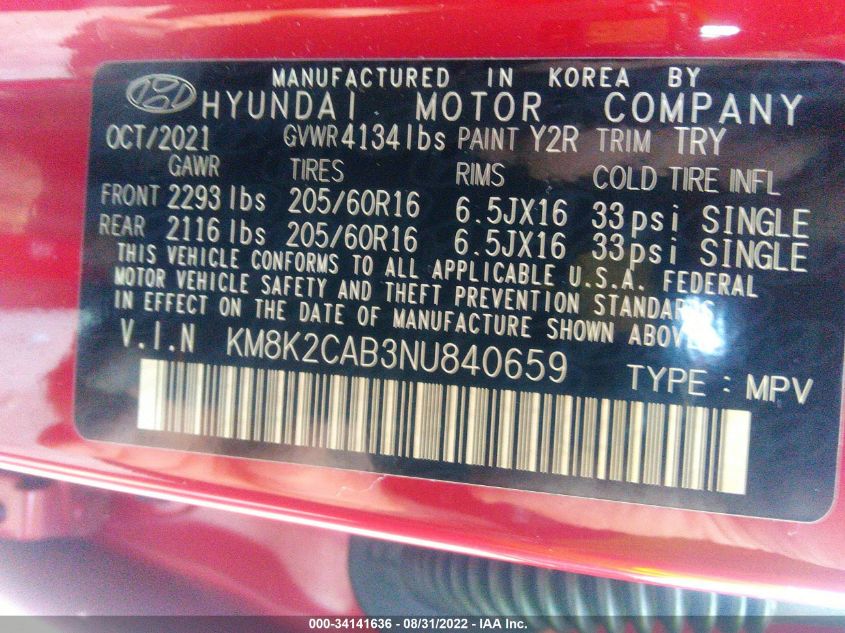 MANUFACTURED IN KOREA BY
HYUNDAI MOTOR COMPANY
OCT/2021 GVWR 4134 lbs PAINT Y2R TRIM TRY
GAWR TIRES RIMS COLD TIRE INFL
FRONT 2293 lbs 205/60R16 6.5JX16 33psi SINGLE
REAR 2116 lbs 205/60R16 6.5JX16 33psi SINGLE
THIS VEHICLE CONFORMS TO ALL APPLICABLE U.S.A. FEDERAL
MOTOR VEHICLE SAFETY AND THEFT PREVENTION STANDARDS
IN EFFECT ON THE DATE OF MANUFACTURE SHOWN ABOVE
V.I.N KM8K2CAB3NU840659 TYPE : MPV
000-34141636 - 08/31/2022 - IAA Inc.